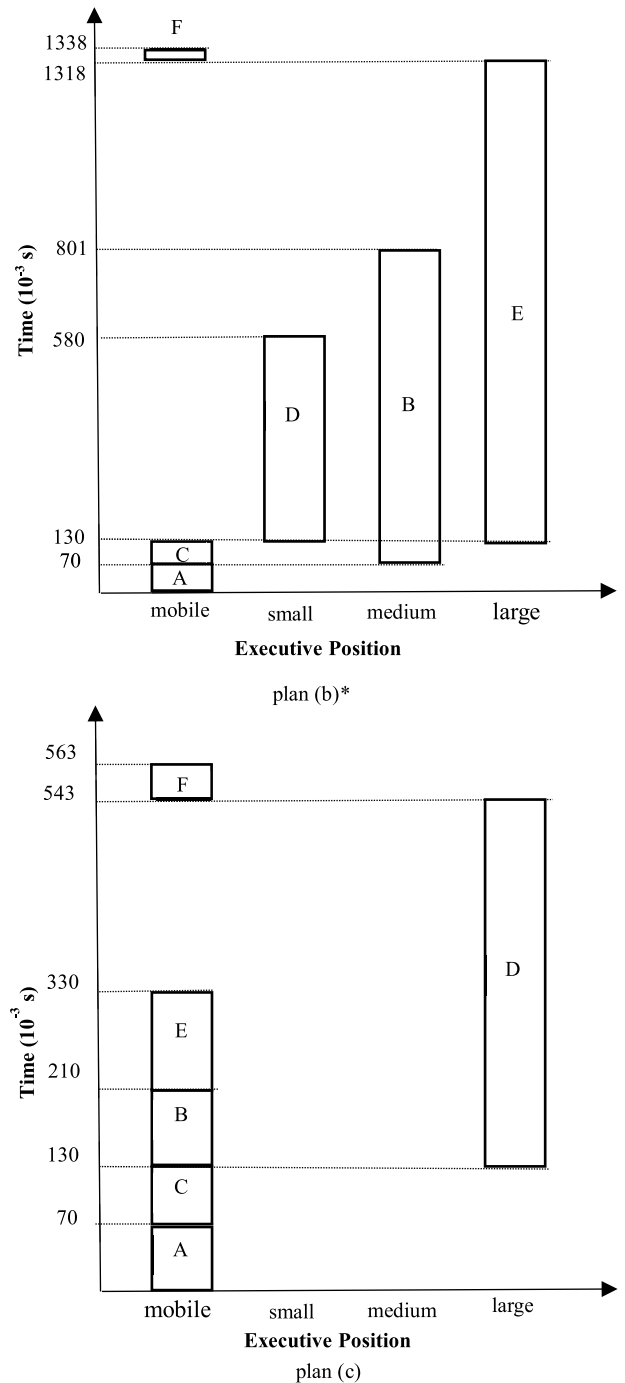 F
1338
1318
801
E
580
B
D
130
C
70
A
mobile small medium large
Time (10-3 s)
Executive Position
plan (b)*
563
F
543
D
330
E
210
B
130
C
70
A
mobile small medium large
Time (10-3 s)
Executive Position
plan (c)